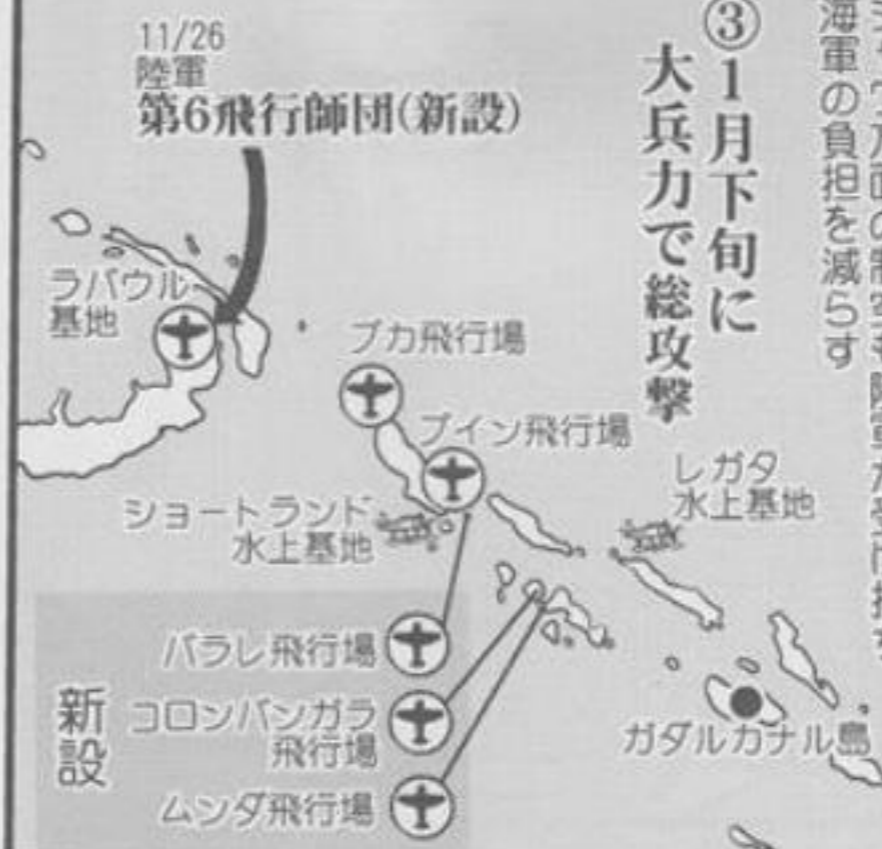 海軍の負担を減らす
③1月下旬に
大兵力で総攻撃
11/26
陸軍
第6飛行師団(新設)
ラバウル
基地
ブカ飛行場
ブイン飛行場
レガタ
水上基地
ショートランド
水上基地
新設
バラレ飛行場
コロンバンガラ
飛行場
ムンダ飛行場
ガダルカナル島